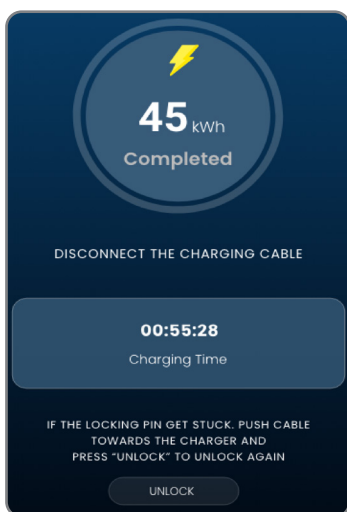 45 kWh
Completed
DISCONNECT THE CHARGING CABLE
00:55:28
Charging Time
IF THE LOCKING PIN GET STUCK. PUSH CABLE
TOWARDS THE CHARGER AND
PRESS “UNLOCK” TO UNLOCK AGAIN
UNLOCK